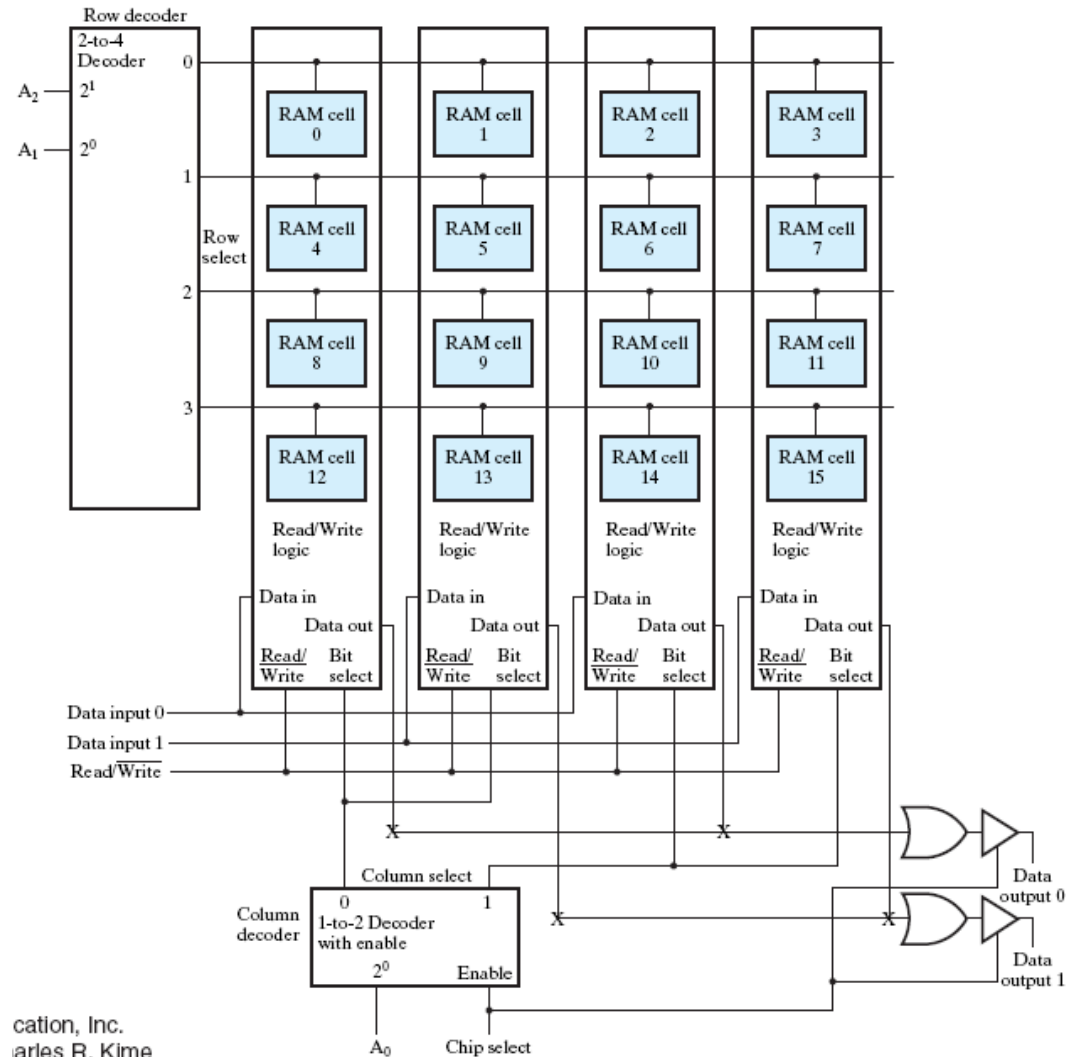 Row decoder
2-to-4
Decoder
A2
2^1
A1
2^0
0
1
2
3
Row
select
RAM cell
0
RAM cell
1
RAM cell
2
RAM cell
3
RAM cell
4
RAM cell
5
RAM cell
6
RAM cell
7
RAM cell
8
RAM cell
9
RAM cell
10
RAM cell
11
RAM cell
12
RAM cell
13
RAM cell
14
RAM cell
15
Read/Write
logic
Read/Write
logic
Read/Write
logic
Read/Write
logic
Data in
Data in
Data in
Data in
Data out
Data out
Data out
Data out
Read/
Write
Bit
select
Read/
Write
Bit
select
Read/
Write
Bit
select
Read/
Write
Bit
select
Data input 0
Data input 1
Read/Write
X
X
Data
output 0
Column select
Column
decoder
0
1
1-to-2 Decoder
with enable
2^0
Enable
X
X
Data
output 1
A0
Chip select
cation, Inc.
arles R. Kime